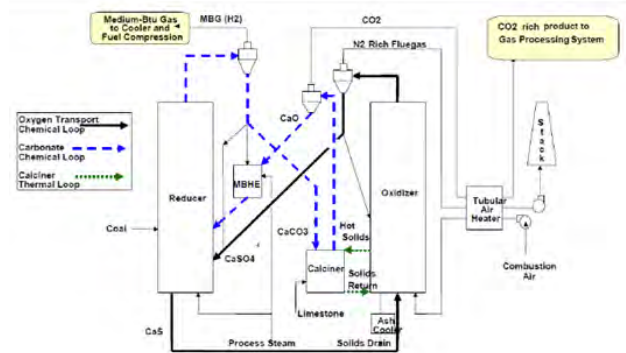 Medium-Btu Gas
to Cooler and
Fuel Compression
MBG (H2)
CO2
N2 Rich Fluegas
CO2 rich product to
Gas Processing System
Oxygen Transport
Chemical Loop
Carbonate
Chemical Loop
Calciner
Thermal Loop
CaO
Stack
Reducer
MBHE
Oxidizer
Tubular
Air
Heater
Coal
CaCO3
Hot
Solids
CaSO4
Calciner
Solids
Return
Combustion
Air
Limestone
Ash
Cooler
CaS
Process Steam
Solids Drain